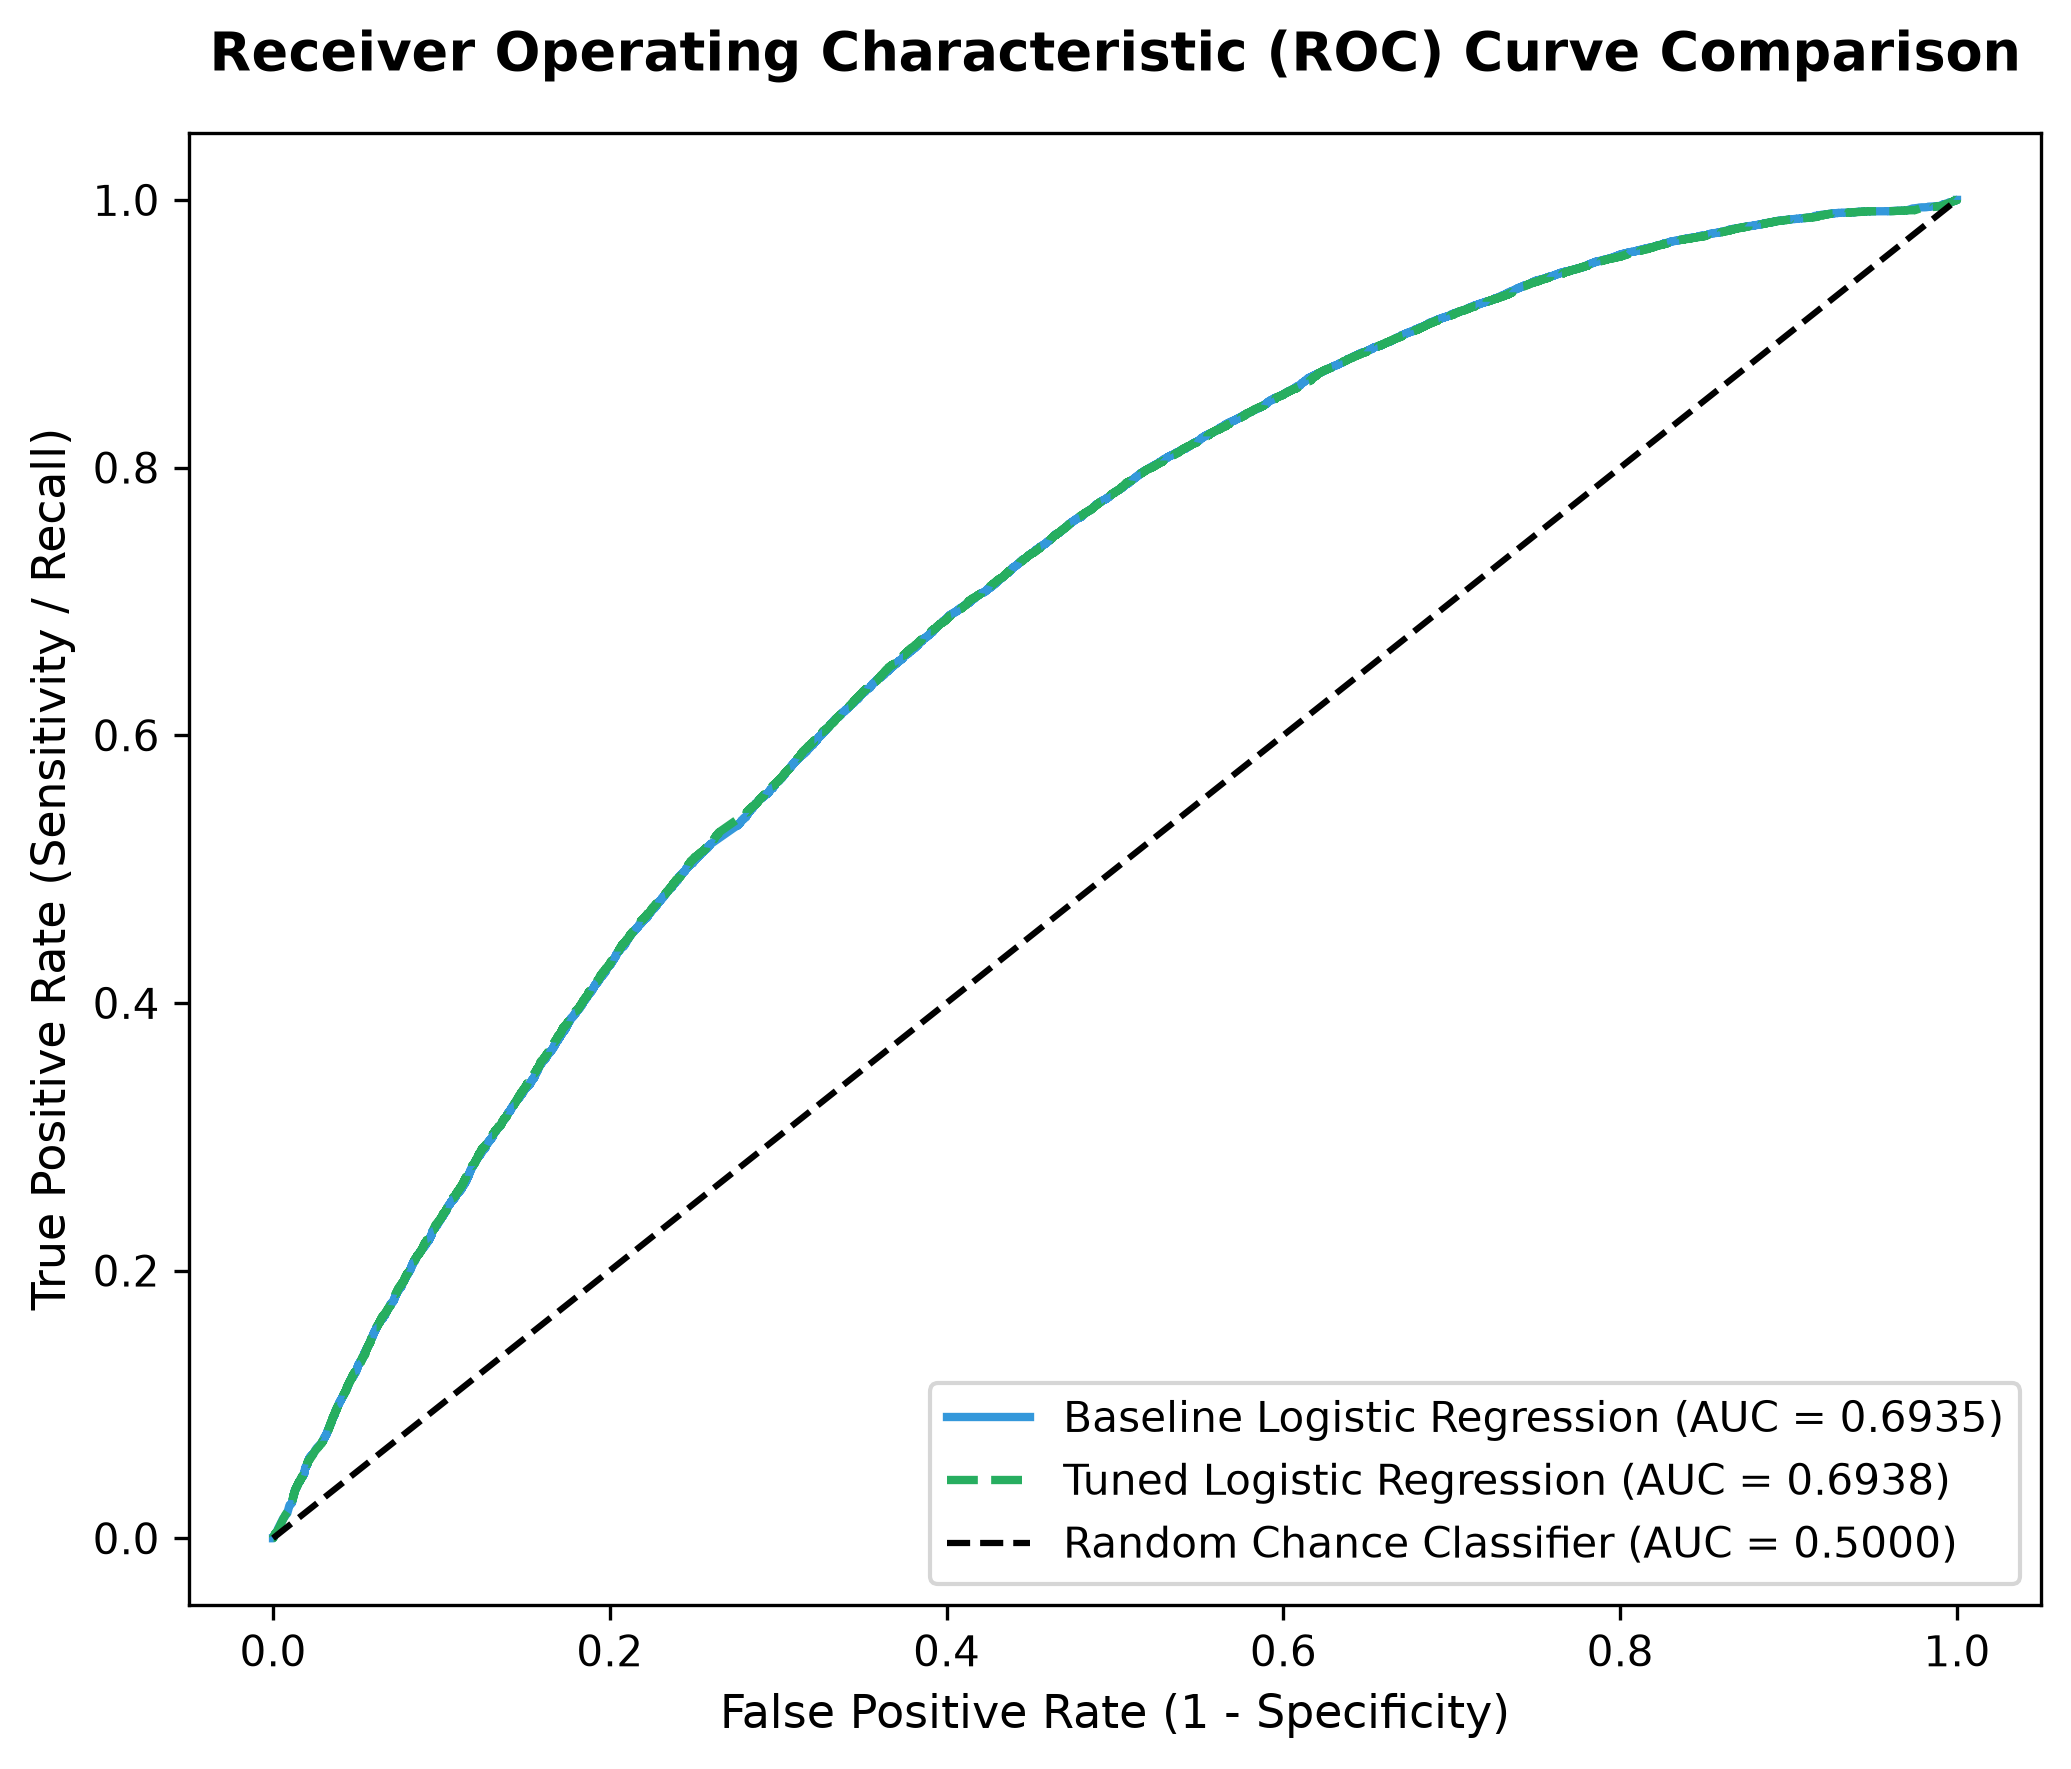 Receiver Operating Characteristic (ROC) Curve Comparison
True Positive Rate (Sensitivity / Recall)
1.0
0.8
0.6
0.4
0.2
0.0
Baseline Logistic Regression (AUC = 0.6935)
Tuned Logistic Regression (AUC = 0.6938)
Random Chance Classifier (AUC = 0.5000)
0.0 0.2 0.4 0.6 0.8 1.0
False Positive Rate (1 - Specificity)